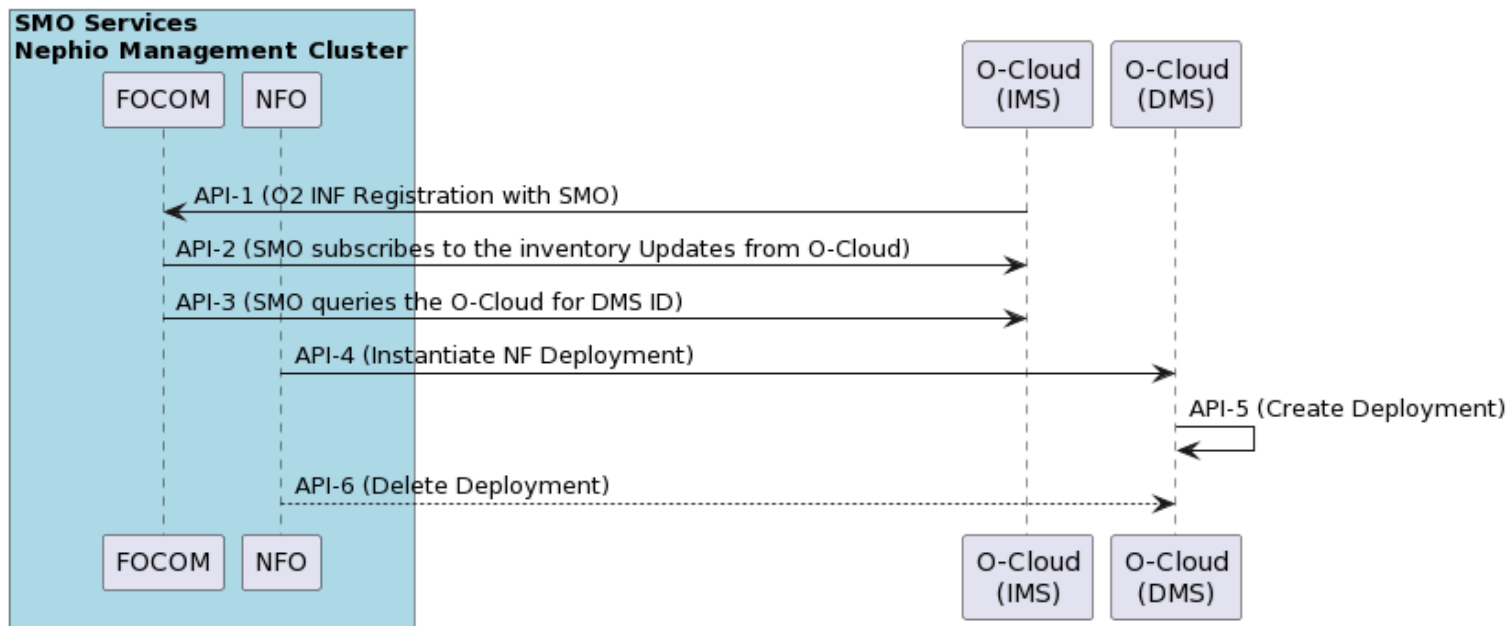 SMO Services
Nephio Management Cluster
FOCOM
NFO
O-Cloud
(IMS)
O-Cloud
(DMS)
API-1 (O2 INF Registration with SMO)
API-2 (SMO subscribes to the inventory Updates from O-Cloud)
API-3 (SMO queries the O-Cloud for DMS ID)
API-4 (Instantiate NF Deployment)
API-5 (Create Deployment)
API-6 (Delete Deployment)
FOCOM
NFO
O-Cloud
(IMS)
O-Cloud
(DMS)